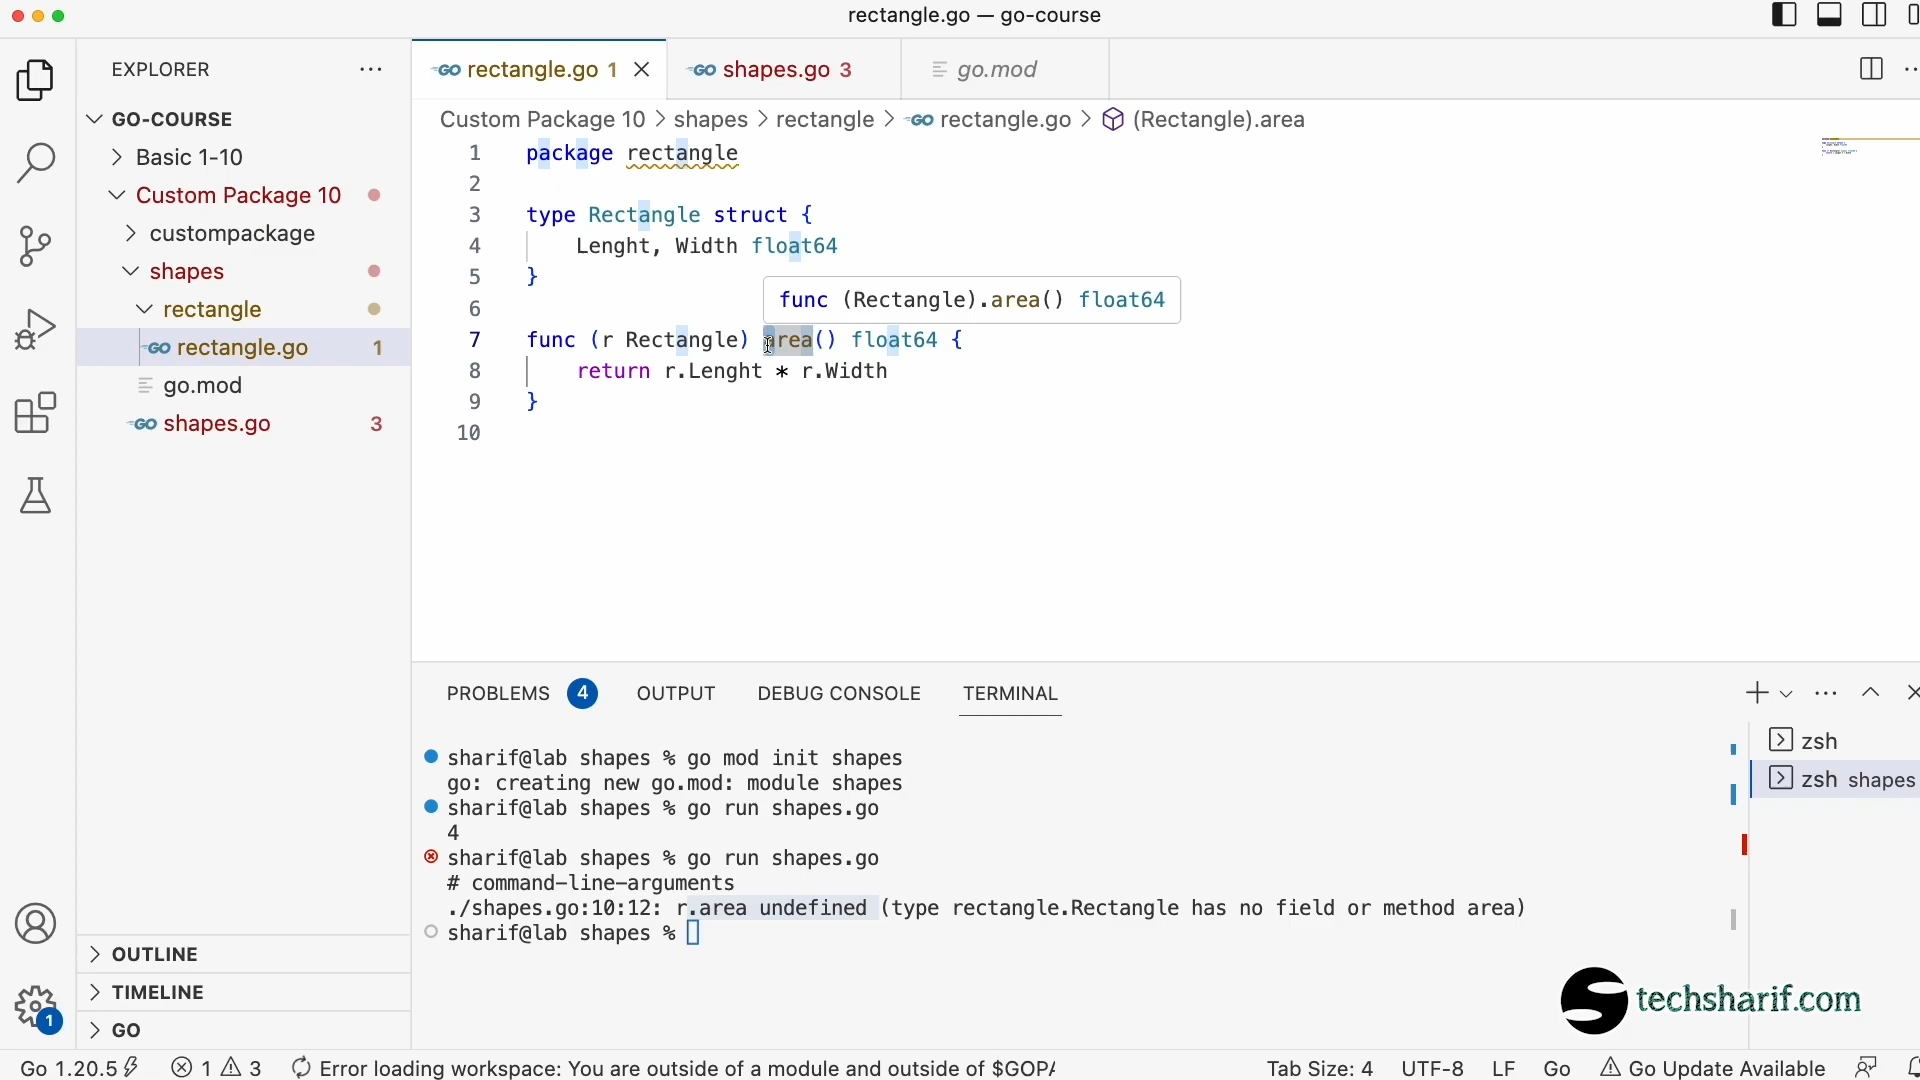 rectangle.go — go-course
EXPLORER
GO-COURSE
Basic 1-10
Custom Package 10
custompackage
shapes
rectangle
GO rectangle.go 1
go.mod
GO shapes.go 3
OUTLINE
TIMELINE
GO
GO rectangle.go 1
GO shapes.go 3
go.mod
Custom Package 10 > shapes > rectangle > GO rectangle.go > (Rectangle).area
1 package rectangle
2
3 type Rectangle struct {
4 Lenght, Width float64
5 }
6
func (Rectangle).area() float64
7 func (r Rectangle) area() float64 {
8 return r.Lenght * r.Width
9 }
10
PROBLEMS 4 OUTPUT DEBUG CONSOLE TERMINAL
sharif@lab shapes % go mod init shapes
go: creating new go.mod: module shapes
sharif@lab shapes % go run shapes.go
4
sharif@lab shapes % go run shapes.go
# command-line-arguments
./shapes.go:10:12: r.area undefined (type rectangle.Rectangle has no field or method area)
sharif@lab shapes %
zsh
zsh shapes
techsharif.com
1
Go 1.20.5 1 3 Error loading workspace: You are outside of a module and outside of $GOPA
Tab Size: 4 UTF-8 LF Go Go Update Available